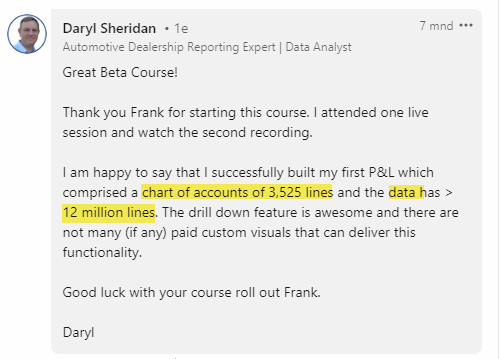 Daryl Sheridan • 1e
7 mnd •••
Automotive Dealership Reporting Expert | Data Analyst
Great Beta Course!
Thank you Frank for starting this course. I attended one live
session and watch the second recording.
I am happy to say that I successfully built my first P&L which
comprised a chart of accounts of 3,525 lines and the data has >
12 million lines. The drill down feature is awesome and there are
not many (if any) paid custom visuals that can deliver this
functionality.
Good luck with your course roll out Frank.
Daryl